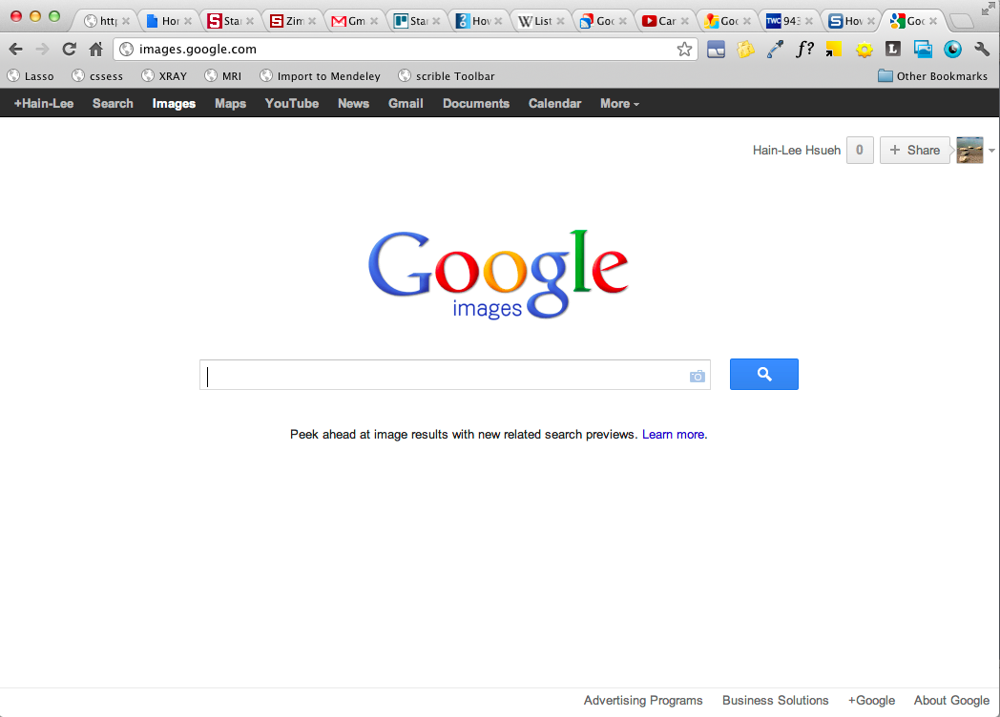 http Hor Star Zim Gm Star How List Goo Car Goo 943 How Goo
images.google.com
Lasso cssess XRAY MRI Import to Mendeley scrible Toolbar Other Bookmarks
+Hain-Lee Search Images Maps YouTube News Gmail Documents Calendar More
Hain-Lee Hsueh 0 + Share
Google
images
Peek ahead at image results with new related search previews. Learn more.
Advertising Programs Business Solutions +Google About Google